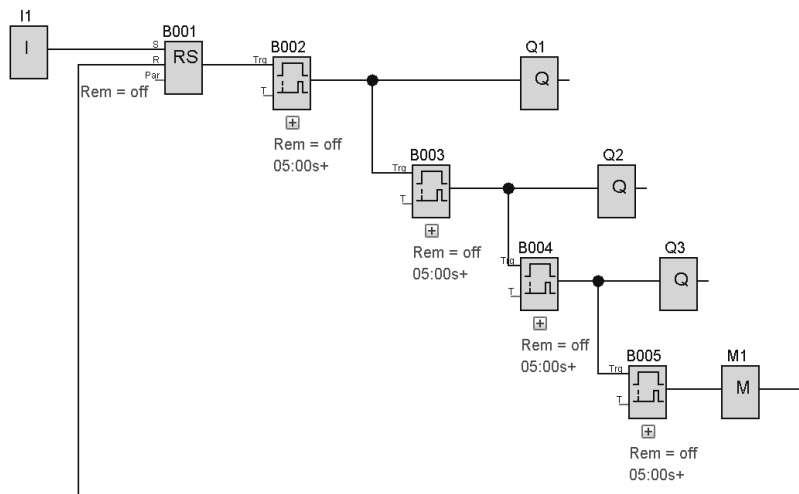 I1
I
B001
S
R
Par
RS
Rem = off
B002
Trg
T
Rem = off
05:00s+
Q1
Q
B003
Trg
T
Rem = off
05:00s+
Q2
Q
B004
Trg
T
Rem = off
05:00s+
Q3
Q
B005
Trg
T
Rem = off
05:00s+
M1
M